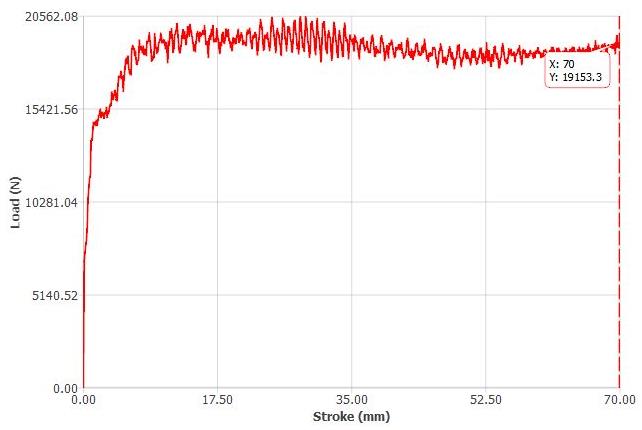 20562.08
15421.56
10281.04
5140.52
0.00
Load (N)
X: 70
Y: 19153.3
0.00 17.50 35.00 52.50 70.00
Stroke (mm)